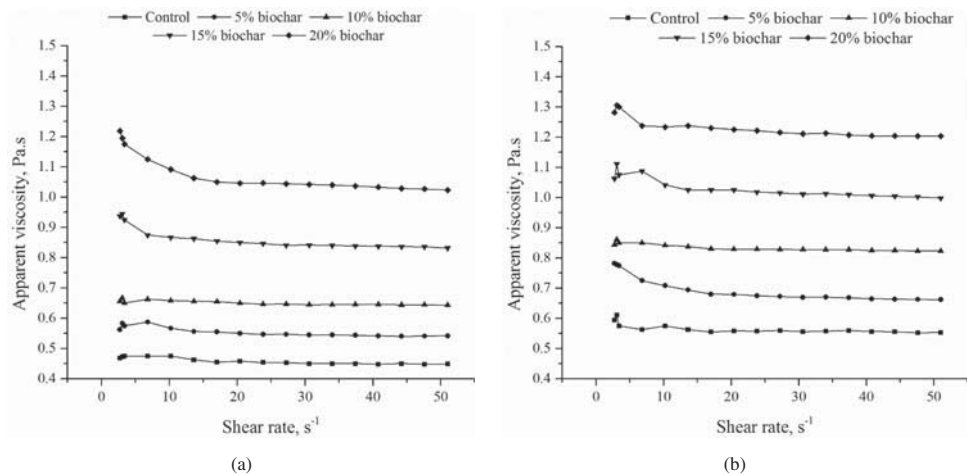 Control 5% biochar 10% biochar
15% biochar 20% biochar
1.5
1.4
1.3
1.2
1.1
1.0
0.9
0.8
0.7
0.6
0.5
0.4
Apparent viscosity, Pa.s
0 10 20 30 40 50
Shear rate, s⁻¹
(a)
Control 5% biochar 10% biochar
15% biochar 20% biochar
1.5
1.4
1.3
1.2
1.1
1.0
0.9
0.8
0.7
0.6
0.5
0.4
Apparent viscosity, Pa.s
0 10 20 30 40 50
Shear rate, s⁻¹
(b)